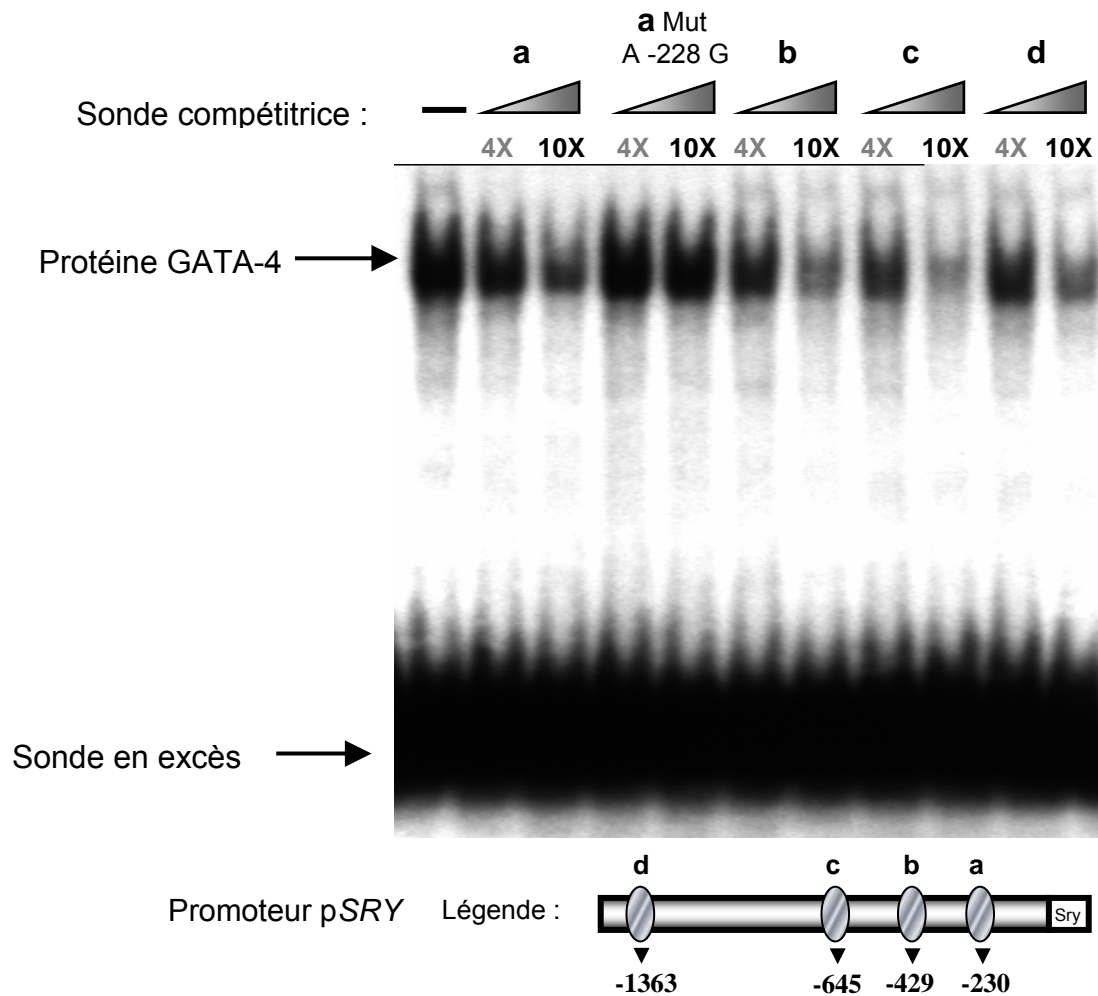 a Mut
a A -228 G b c d
Sonde compétitrice : —
4X 10X 4X 10X 4X 10X 4X 10X 4X 10X
Protéine GATA-4
Sonde en excès
d c b a
Promoteur pSRY Légende : Sry
-1363 -645 -429 -230